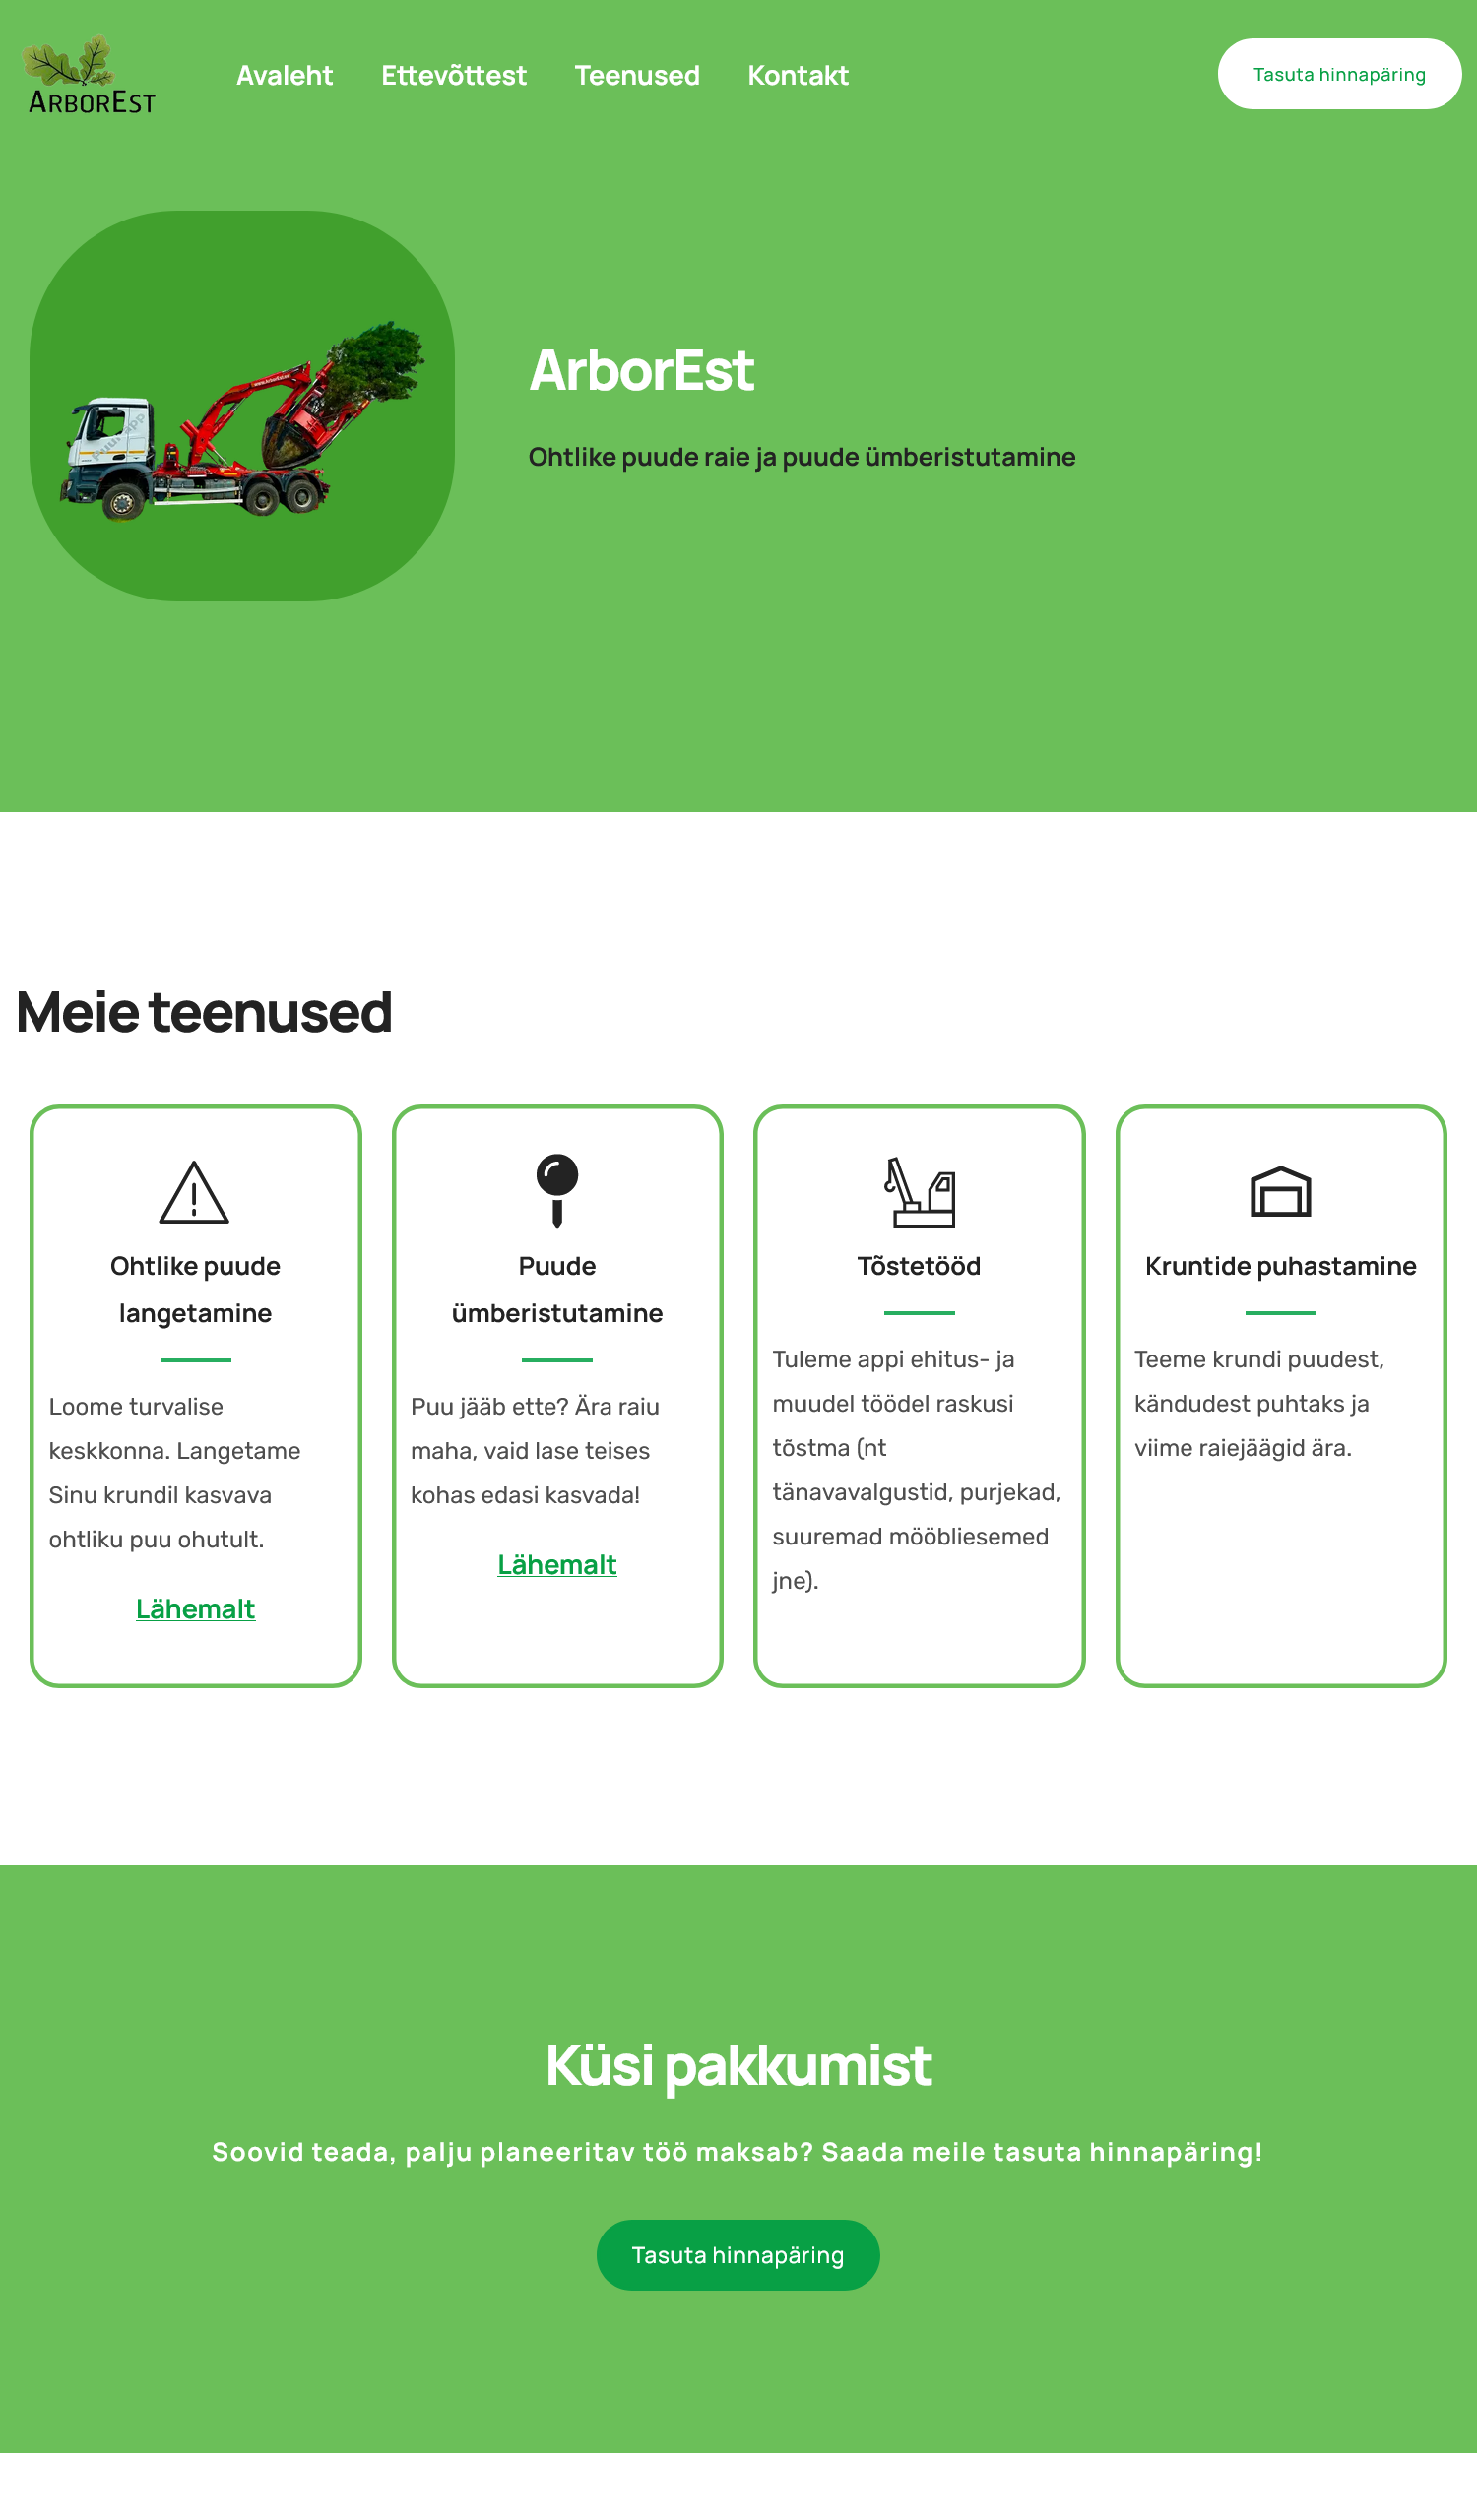 ARBOREST
Avaleht
Ettevõttest
Teenused
Kontakt
Tasuta hinnapäring
ArborEst
Ohtlike puude raie ja puude ümberistutamine
Meie teenused
Ohtlike puude
langetamine
Loome turvalise
keskkonna. Langetame
Sinu krundil kasvava
ohtliku puu ohutult.
Lähemalt
Puude
ümberistutamine
Puu jääb ette? Ära raiu
maha, vaid lase teises
kohas edasi kasvada!
Lähemalt
Tõstetööd
Tuleme appi ehitus- ja
muudel töödel raskusi
tõstma (nt
tänavavalgustid, purjekad,
suuremad mööbliesemed
jne).
Kruntide puhastamine
Teeme krundi puudest,
kändudest puhtaks ja
viime raiejäägid ära.
Küsi pakkumist
Soovid teada, palju planeeritav töö maksab? Saada meile tasuta hinnapäring!
Tasuta hinnapäring